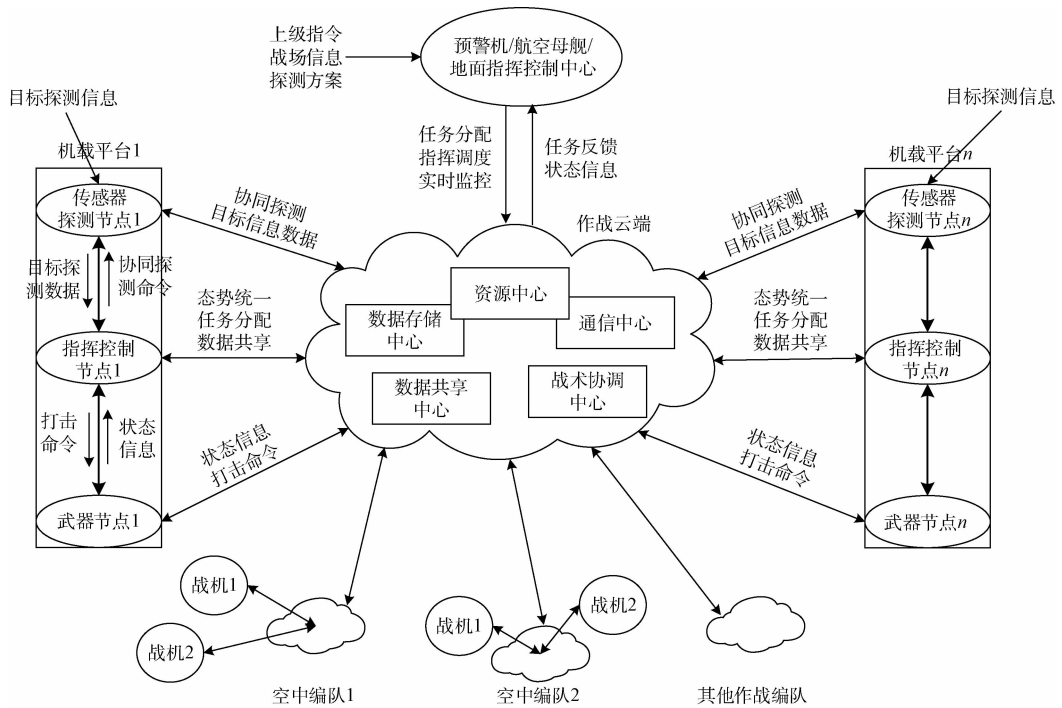 上级指令
战场信息
探测方案
预警机/航空母舰/
地面指挥控制中心
目标探测信息
目标探测信息
任务分配
指挥调度
实时监控
任务反馈
状态信息
机载平台1
机载平台n
传感器
探测节点1
协同探测
目标信息数据
作战云端
协同探测
目标信息数据
传感器
探测节点n
目标探
测数据
协同探
测命令
资源中心
数据存储
中心
通信中心
态势统一
任务分配
数据共享
态势统一
任务分配
数据共享
指挥控制
节点1
指挥控制
节点n
数据共享
中心
战术协调
中心
打击
命令
状态
信息
状态信息
打击命令
状态信息
打击命令
武器节点1
武器节点n
战机1
战机2
战机1
战机2
空中编队1
空中编队2
其他作战编队